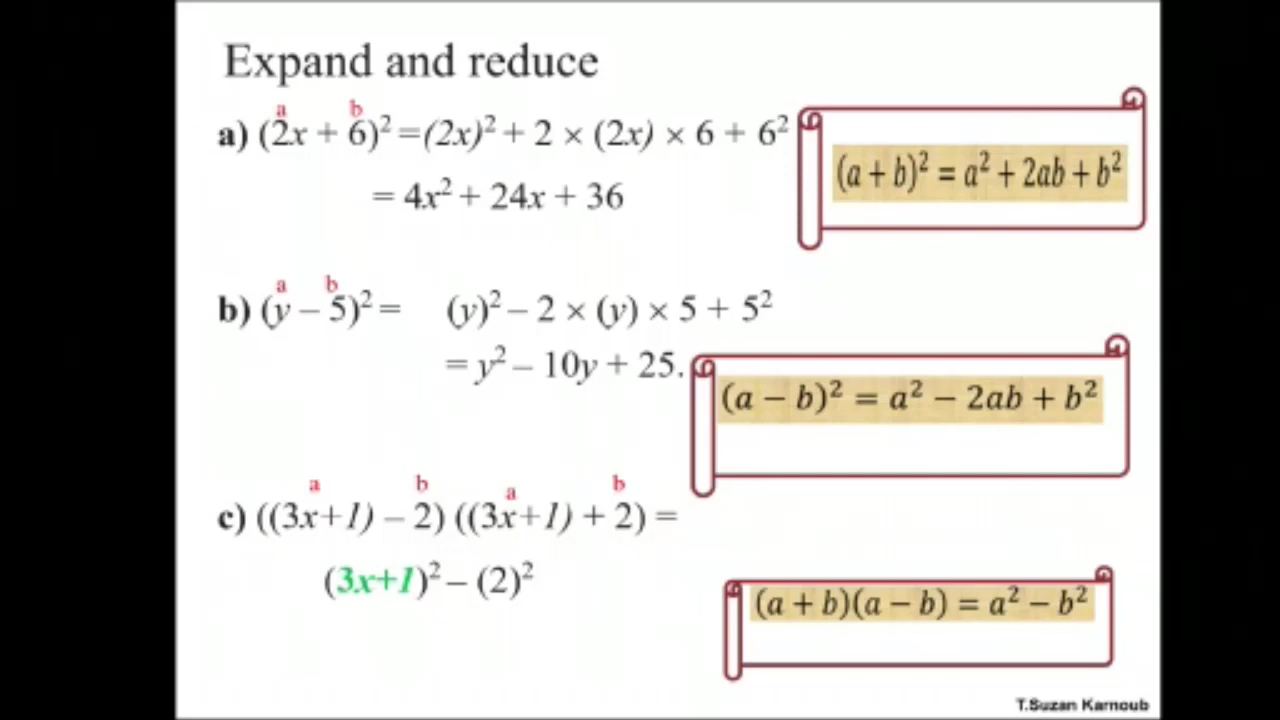 Expand and reduce
a b
a) (2x + 6)² =(2x)² + 2 × (2x) × 6 + 6²
(a + b)² = a² + 2ab + b²
= 4x² + 24x + 36
a b
b) (y – 5)² = (y)² – 2 × (y) × 5 + 5²
= y² – 10y + 25.
(a − b)² = a² − 2ab + b²
a b a b
c) ((3x+1) – 2) ((3x+1) + 2) =
(3x+1)² – (2)²
(a + b)(a − b) = a² − b²
T.Suzan Karnoub